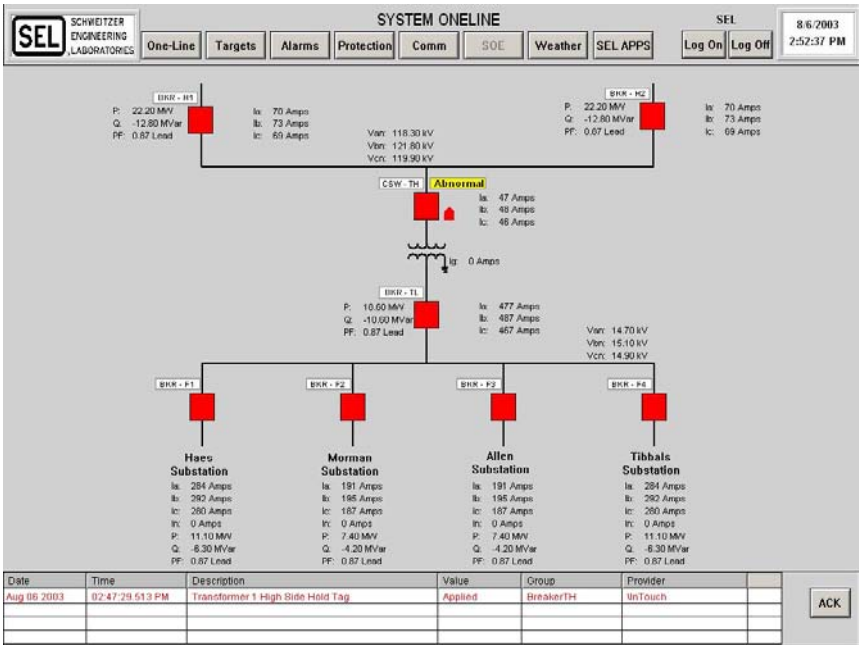 SEL SCHWEITZER ENGINEERING LABORATORIES
SYSTEM ONELINE
SEL
8/6/2003
2:52:37 PM
One-Line Targets Alarms Protection Comm SOE Weather SEL APPS Log On Log Off
BKR - H1
P: 22.20 MW
Q: -12.80 MVar
PF: 0.87 Lead
Ia: 70 Amps
Ib: 73 Amps
Ic: 69 Amps
Van: 118.30 kV
Vbn: 121.80 kV
Vcn: 119.90 kV
BKR - H2
P: 22.20 MW
Q: -12.80 MVar
PF: 0.87 Lead
Ia: 70 Amps
Ib: 73 Amps
Ic: 69 Amps
CSW - TH Abnormal
Ia: 47 Amps
Ib: 48 Amps
Ic: 46 Amps
Ig: 0 Amps
BKR - TL
P: 10.60 MW
Q: -10.60 MVar
PF: 0.87 Lead
Ia: 477 Amps
Ib: 487 Amps
Ic: 467 Amps
Van: 14.70 kV
Vbn: 15.10 kV
Vcn: 14.90 kV
BKR - F1
BKR - F2
BKR - F3
BKR - F4
Haes
Substation
Ia: 284 Amps
Ib: 292 Amps
Ic: 280 Amps
In: 0 Amps
P: 11.10 MW
Q: -6.30 MVar
PF: 0.87 Lead
Morman
Substation
Ia: 191 Amps
Ib: 195 Amps
Ic: 187 Amps
In: 0 Amps
P: 7.40 MW
Q: -4.20 MVar
PF: 0.87 Lead
Allen
Substation
Ia: 191 Amps
Ib: 195 Amps
Ic: 187 Amps
In: 0 Amps
P: 7.40 MW
Q: -4.20 MVar
PF: 0.87 Lead
Tibbals
Substation
Ia: 284 Amps
Ib: 292 Amps
Ic: 280 Amps
In: 0 Amps
P: 11.10 MW
Q: -6.30 MVar
PF: 0.87 Lead
Date Time Description Value Group Provider
Aug 06 2003 02:47:29.513 PM Transformer 1 High Side Hold Tag Applied BreakerTH \InTouch
ACK